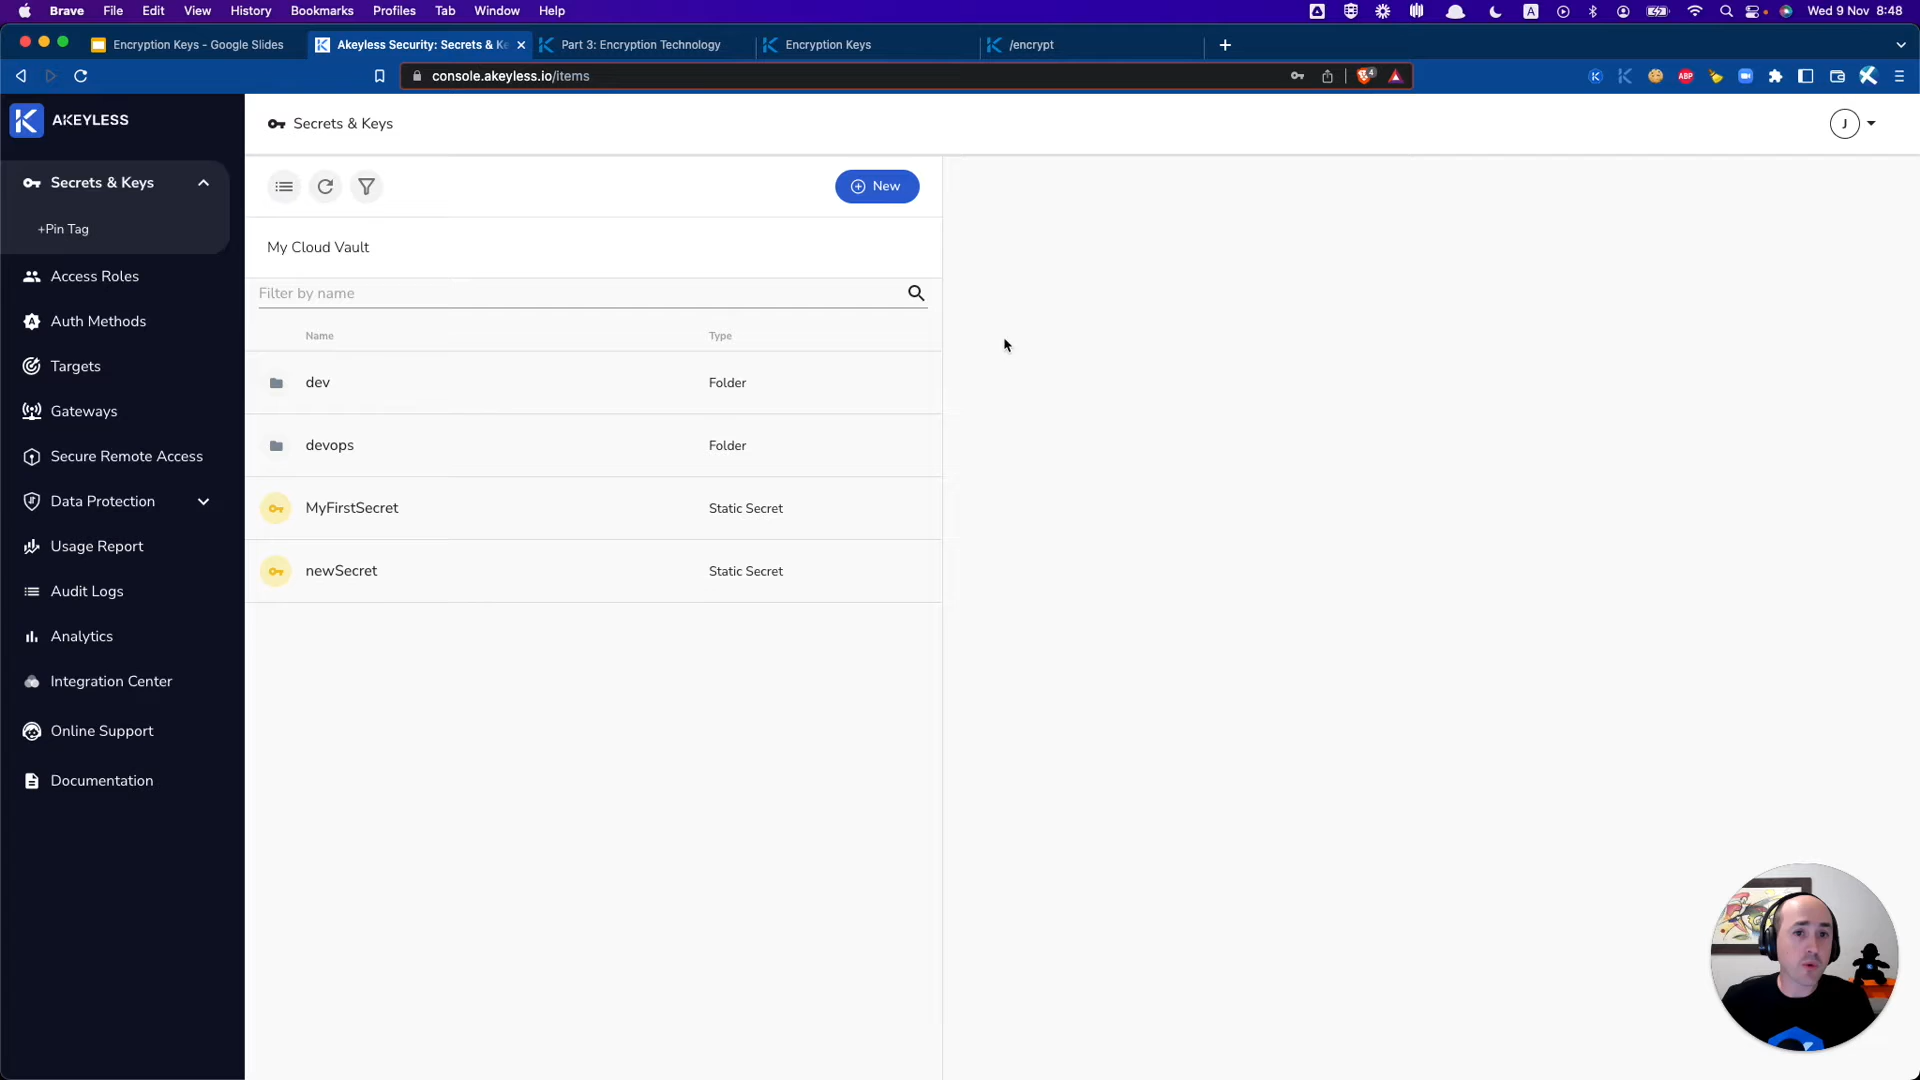 Brave File Edit View History Bookmarks Profiles Tab Window Help A Wed 9 Nov 8:48
Encryption Keys - Google Slides Akeyless Security: Secrets & Ke Part 3: Encryption Technology Encryption Keys /encrypt
console.akeyless.io/items 4 ABP
AKEYLESS
Secrets & Keys
+Pin Tag
Access Roles
Auth Methods
Targets
Gateways
Secure Remote Access
Data Protection
Usage Report
Audit Logs
Analytics
Integration Center
Online Support
Documentation
Secrets & Keys
J
New
My Cloud Vault
Filter by name
Name Type
dev Folder
devops Folder
MyFirstSecret Static Secret
newSecret Static Secret